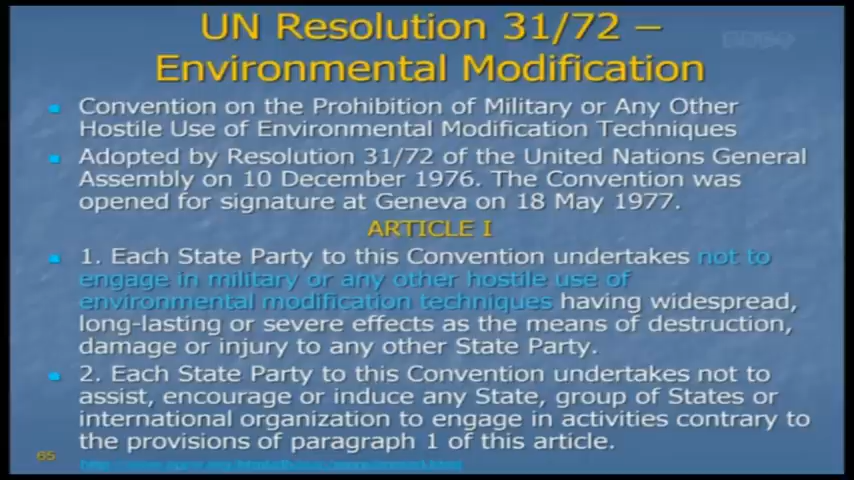 UN Resolution 31/72 –
Environmental Modification
Convention on the Prohibition of Military or Any Other
Hostile Use of Environmental Modification Techniques
Adopted by Resolution 31/72 of the United Nations General
Assembly on 10 December 1976. The Convention was
opened for signature at Geneva on 18 May 1977.
ARTICLE I
1. Each State Party to this Convention undertakes not to
engage in military or any other hostile use of
environmental modification techniques having widespread,
long-lasting or severe effects as the means of destruction,
damage or injury to any other State Party.
2. Each State Party to this Convention undertakes not to
assist, encourage or induce any State, group of States or
international organization to engage in activities contrary to
the provisions of paragraph 1 of this article.
65